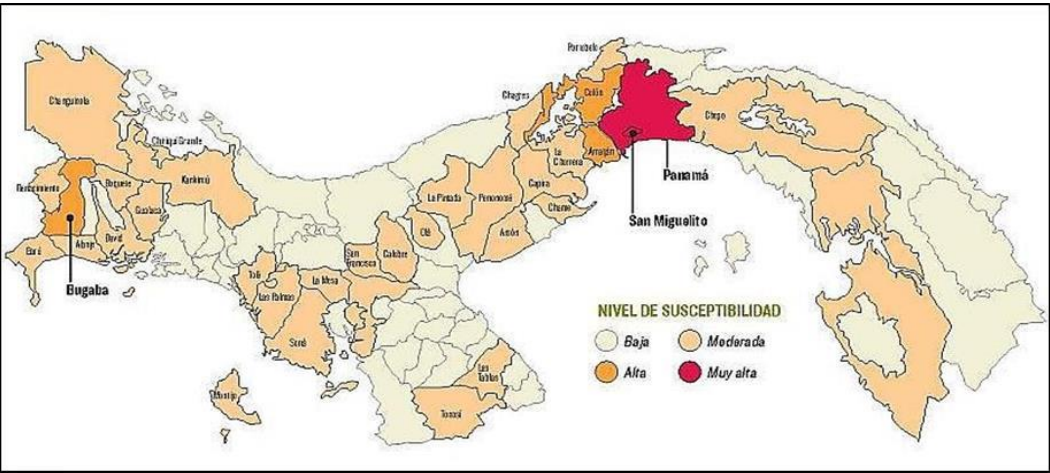 Portobelo
Changuinola
Chagres
Colón
Chepo
Chiriquí Grande
La
Chorrera
Arraiján
Renacimiento
Boquete
Kankintú
Panamá
Capira
Gualaca
La Pintada
Penonomé
Chame
San Miguelito
Barú
Alanje
David
Olá
Antón
San
Francisco
Calobre
Bugaba
Tolé
La Mesa
Las Palmas
NIVEL DE SUSCEPTIBILIDAD
Baja
Moderada
Soná
Alta
Muy alta
Las
Tablas
Montijo
Tonosí